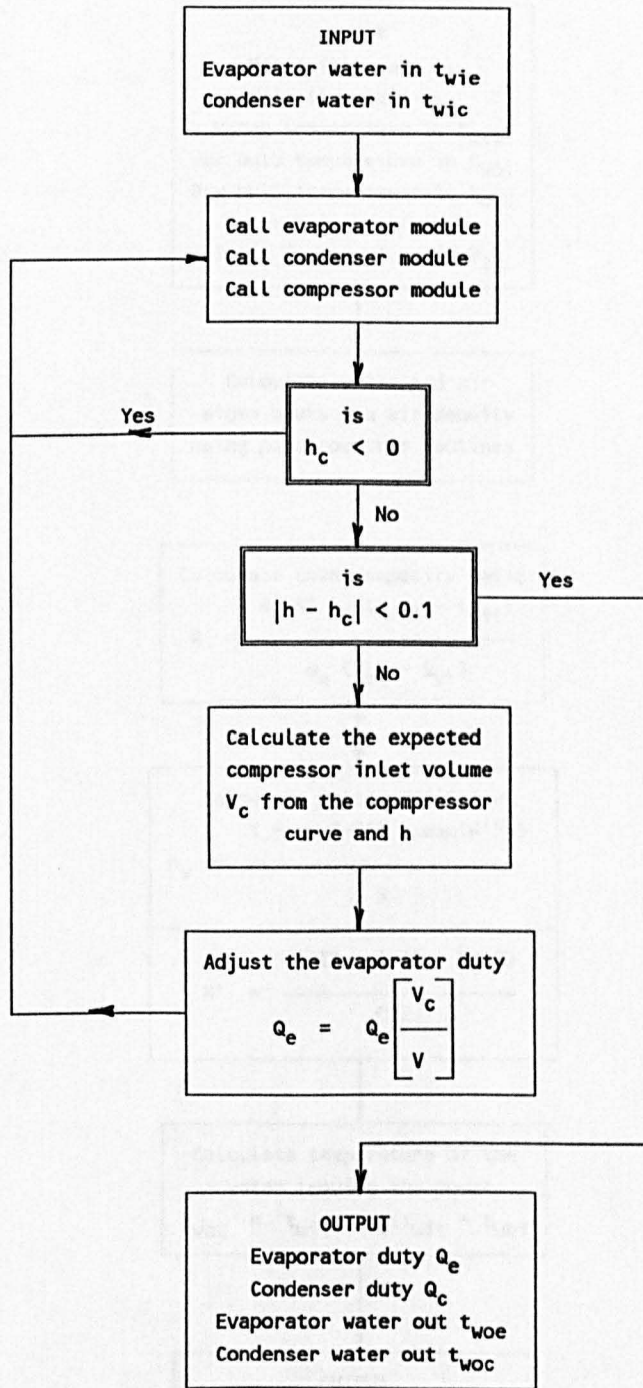 INPUT
Evaporator water in t_wie
Condenser water in t_wic
Call evaporator module
Call condenser module
Call compressor module
Yes
is
h_c < 0
No
is
|h − h_c| < 0.1
Yes
No
Calculate the expected
compressor inlet volume
V_c from the copmpressor
curve and h
Adjust the evaporator duty
Q_e = Q_e [V_c / V]
OUTPUT
Evaporator duty Q_e
Condenser duty Q_c
Evaporator water out t_woe
Condenser water out t_woc